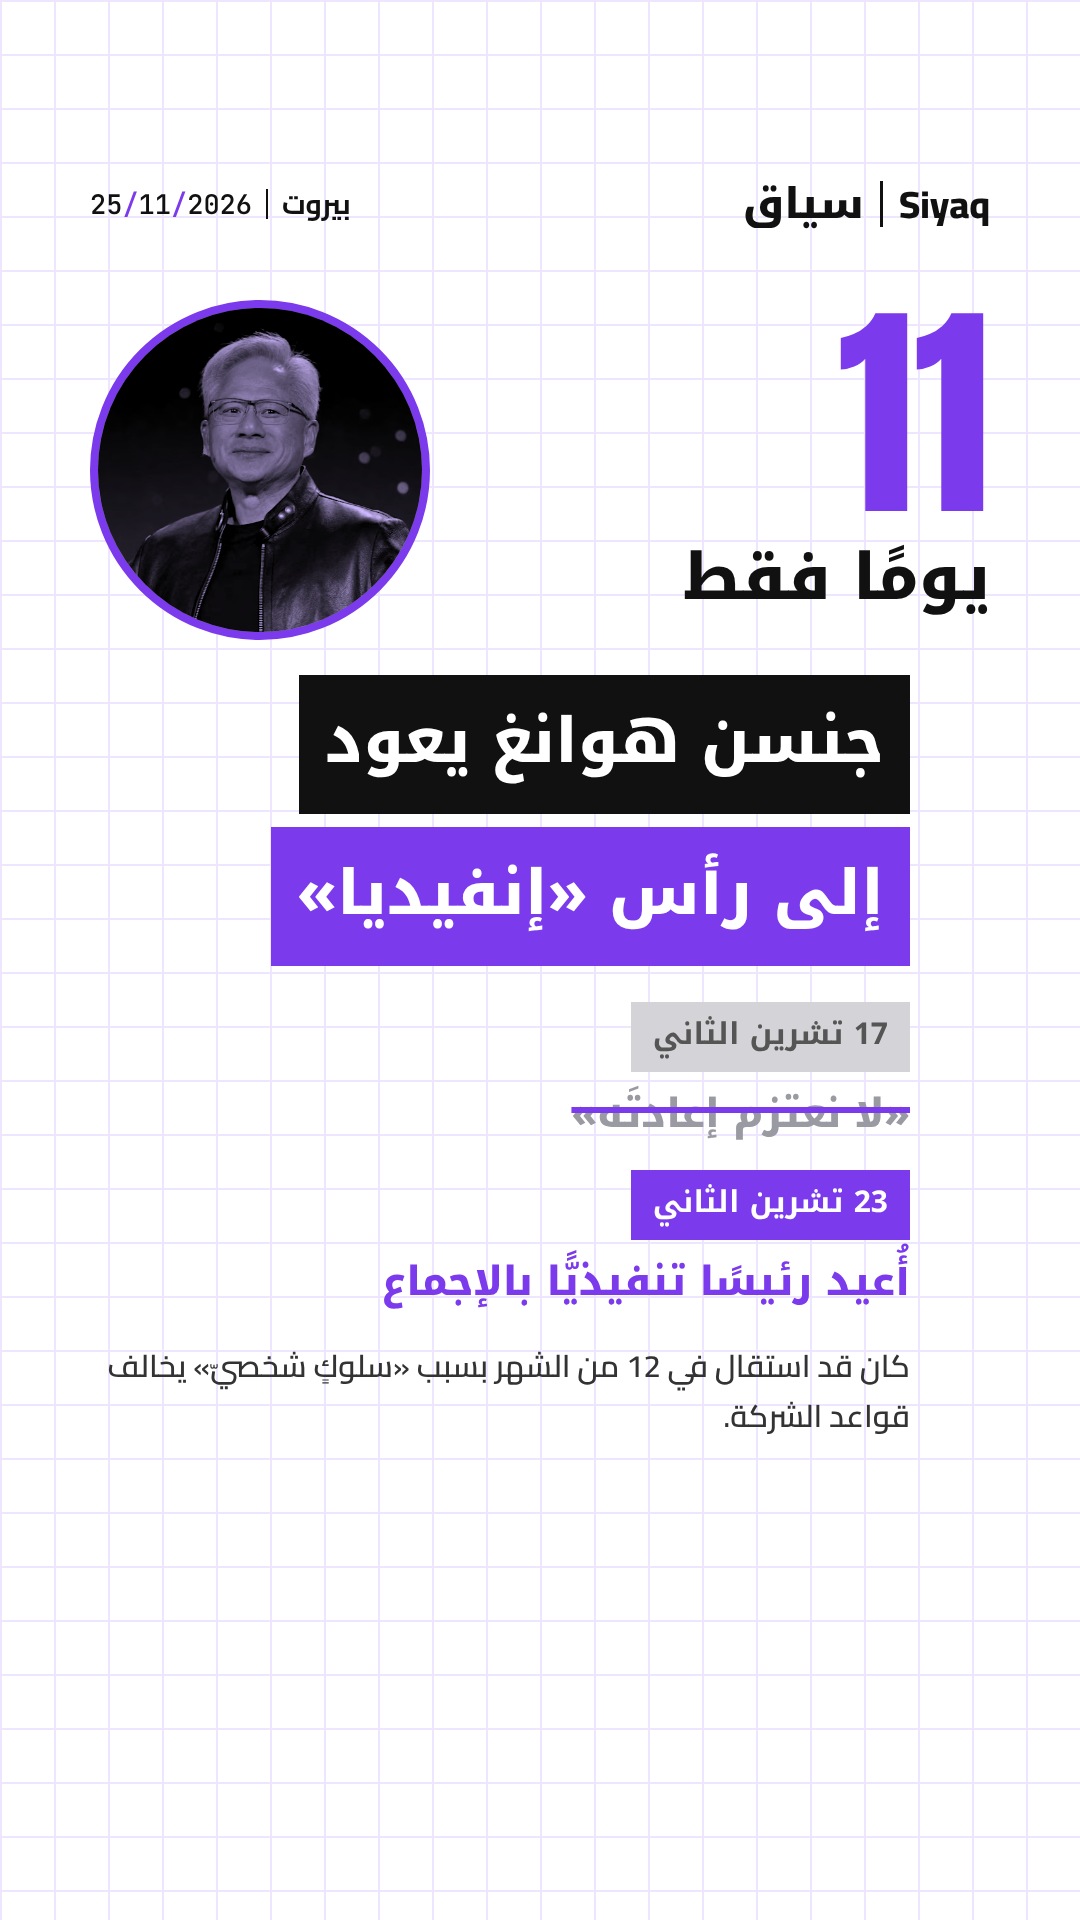 Siyaq | سياق
بيروت | 25/11/2026
11
يومًا فقط
جنسن هوانغ يعود
إلى رأس «إنفيديا»
17 تشرين الثاني
«لا نعتزم إعادتَه»
23 تشرين الثاني
أُعيد رئيسًا تنفيذيًّا بالإجماع
كان قد استقال في 12 من الشهر بسبب «سلوكٍ شخصيّ» يخالف
قواعد الشركة.